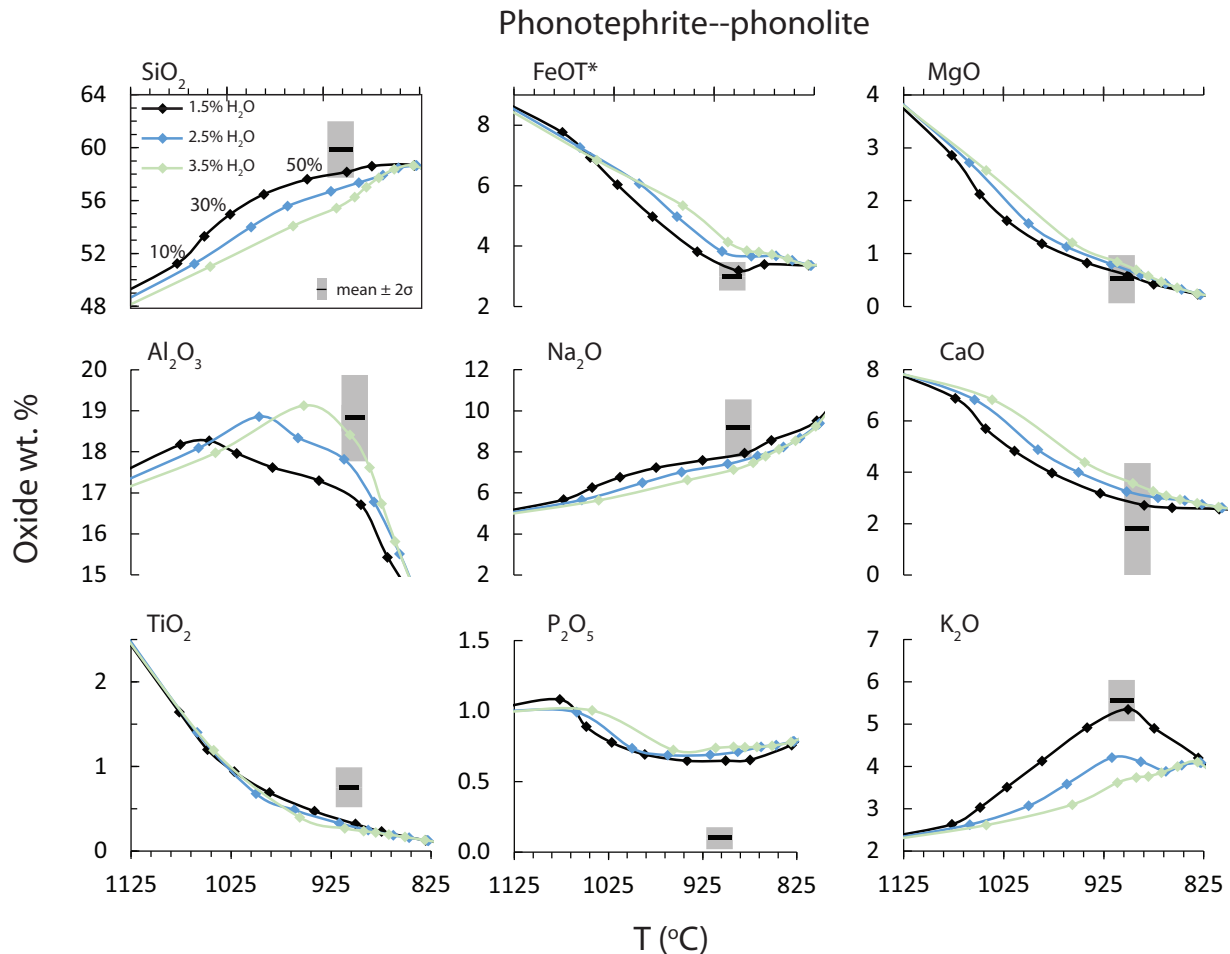 Phonotephrite--phonolite
SiO₂
FeOT*
MgO
64
60
56
52
48
1.5% H₂O
2.5% H₂O
3.5% H₂O
10%
30%
50%
mean ± 2σ
1125 1025 925 825
8
6
4
2
4
3
2
1
0
Al₂O₃
Na₂O
CaO
20
19
18
17
16
15
12
10
8
6
4
2
8
6
4
2
0
Oxide wt. %
TiO₂
P₂O₅
K₂O
2
1
0
1125 1025 925 825
1.5
1.0
0.5
0.0
1125 1025 925 825
7
6
5
4
3
2
1125 1025 925 825
T (°C)